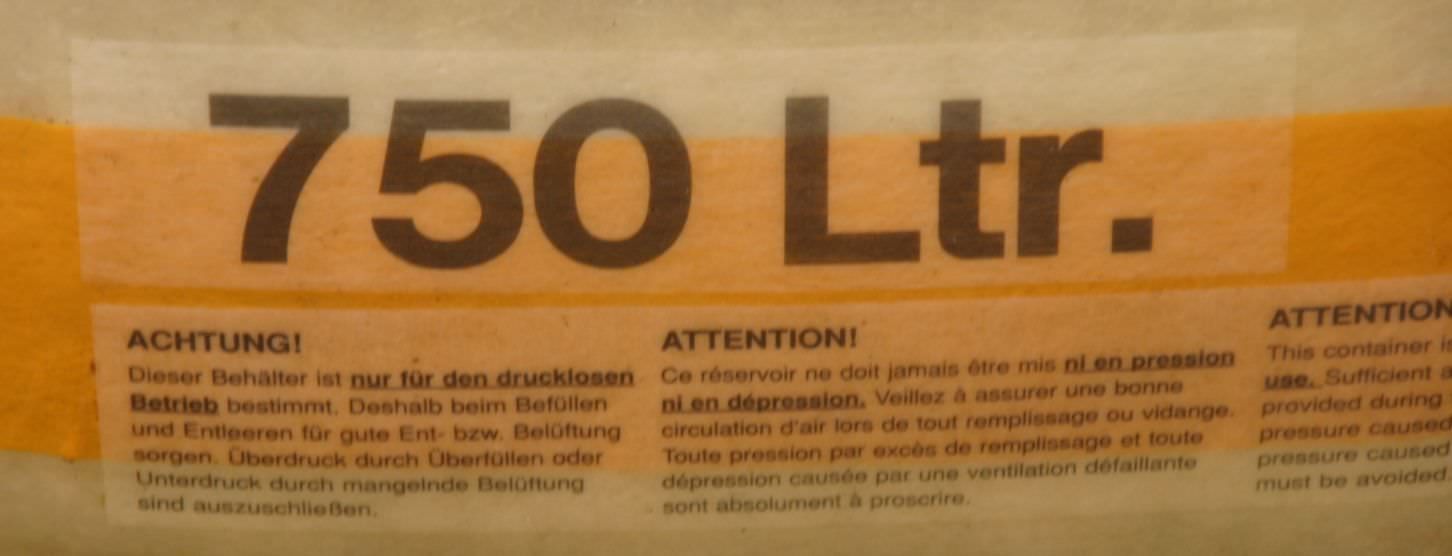 750 Ltr.
ACHTUNG!
Dieser Behälter ist nur für den drucklosen
Betrieb bestimmt. Deshalb beim Befüllen
und Entleeren für gute Ent- bzw. Belüftung
sorgen. Überdruck durch Überfüllen oder
Unterdruck durch mangelnde Belüftung
sind auszuschließen.
ATTENTION!
Ce réservoir ne doit jamais être mis ni en pression
ni en dépression. Veillez à assurer une bonne
circulation d'air lors de tout remplissage ou vidange.
Toute pression par excès de remplissage et toute
dépression causée par une ventilation défaillante
sont absolument à proscrire.
ATTENTION
This container is
use. Sufficient a
provided during
pressure caused
pressure caused
must be avoided.